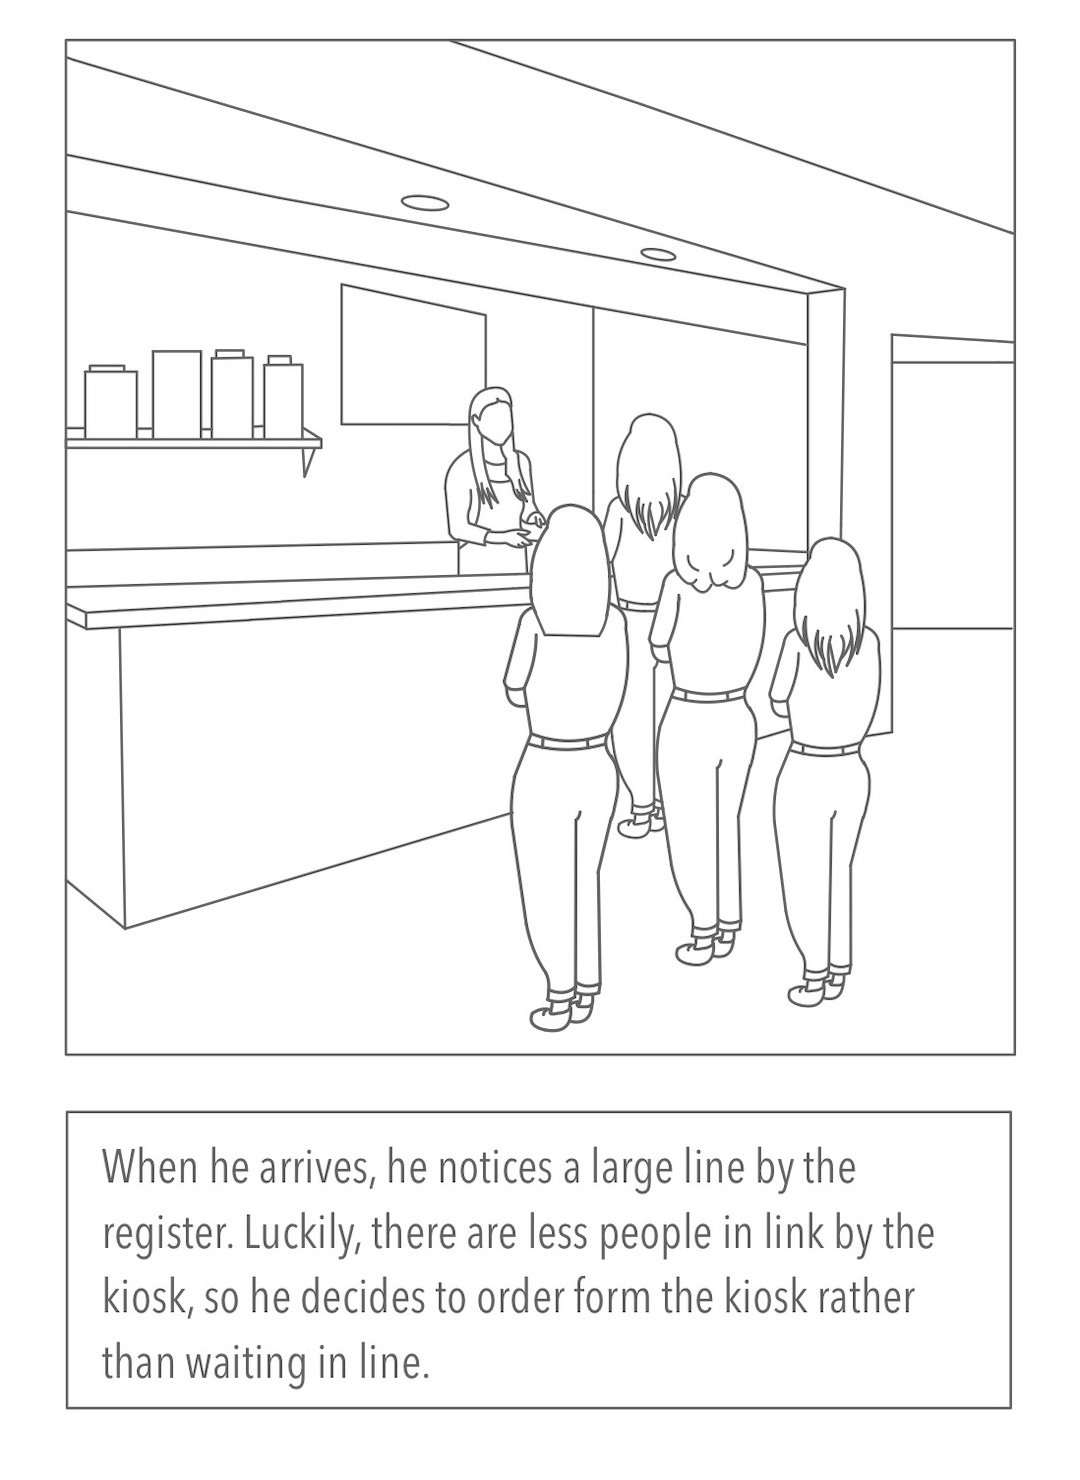 When he arrives, he notices a large line by the
register. Luckily, there are less people in link by the
kiosk, so he decides to order form the kiosk rather
than waiting in line.